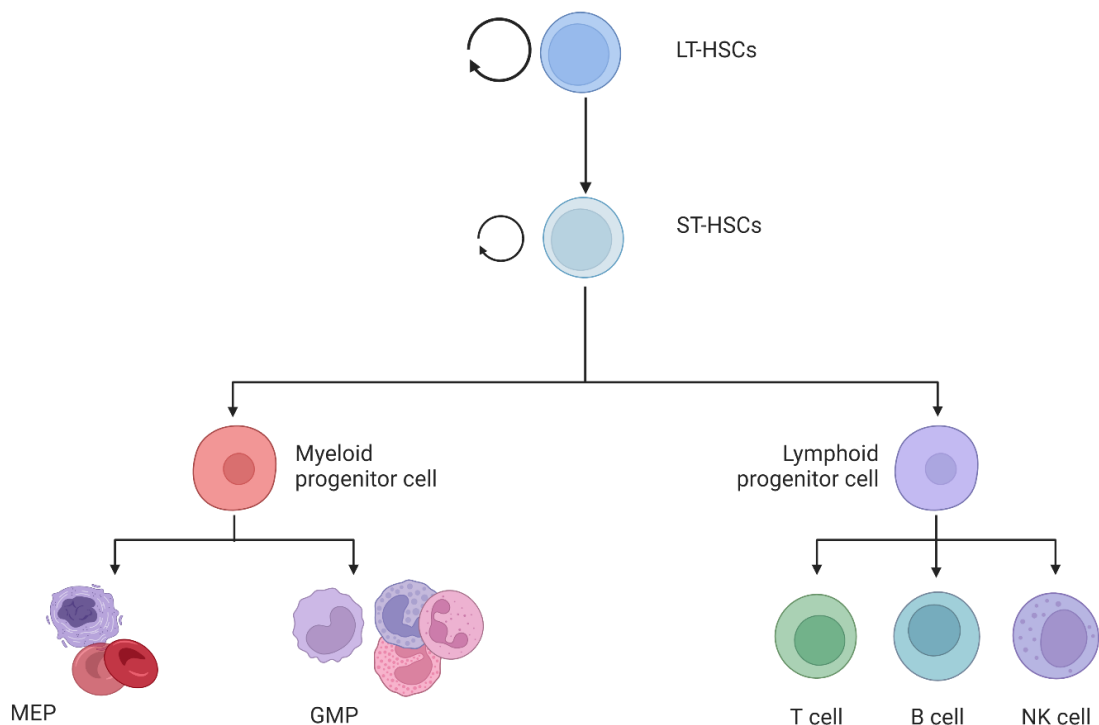 LT-HSCs
ST-HSCs
Myeloid
progenitor cell
Lymphoid
progenitor cell
MEP
GMP
T cell
B cell
NK cell